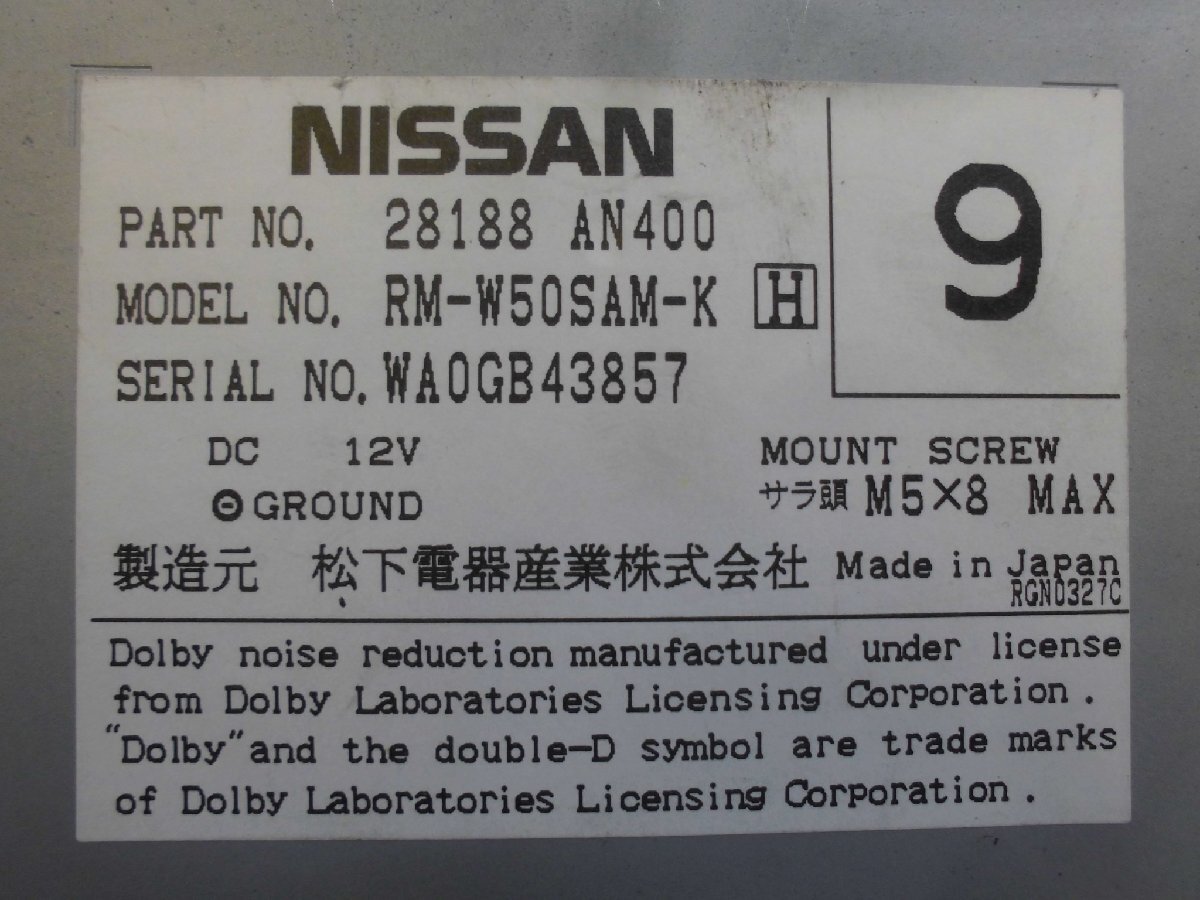 NISSAN
9
PART NO. 28188 AN400
MODEL NO. RM-W50SAM-K H
SERIAL NO. WA0GB43857
DC 12V
⊖ GROUND
MOUNT SCREW
サラ頭 M5×8 MAX
製造元 松下電器産業株式会社 Made in Japan
RGN0327C
Dolby noise reduction manufactured under license
from Dolby Laboratories Licensing Corporation.
"Dolby" and the double-D symbol are trade marks
of Dolby Laboratories Licensing Corporation.